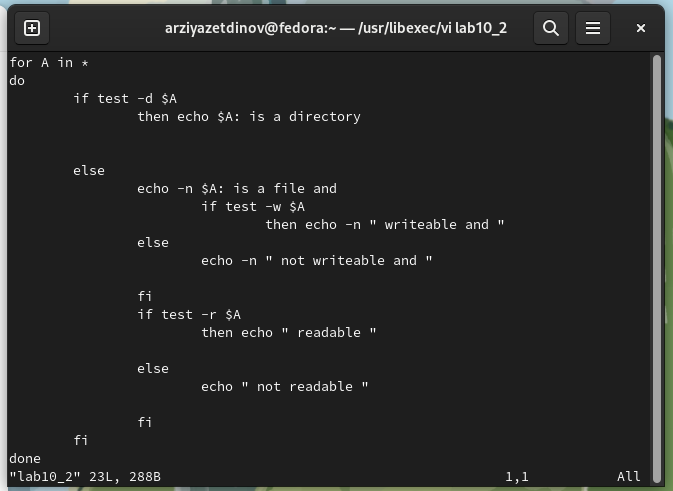 arziyazetdinov@fedora:~ — /usr/libexec/vi lab10_2
for A in *
do
        if test -d $A
                then echo $A: is a directory
        else
                echo -n $A: is a file and
                        if test -w $A
                                then echo -n " writeable and "
                else
                        echo -n " not writeable and "
                fi
                if test -r $A
                        then echo " readable "
                else
                        echo " not readable "
                fi
        fi
done
"lab10_2" 23L, 288B 1,1 All